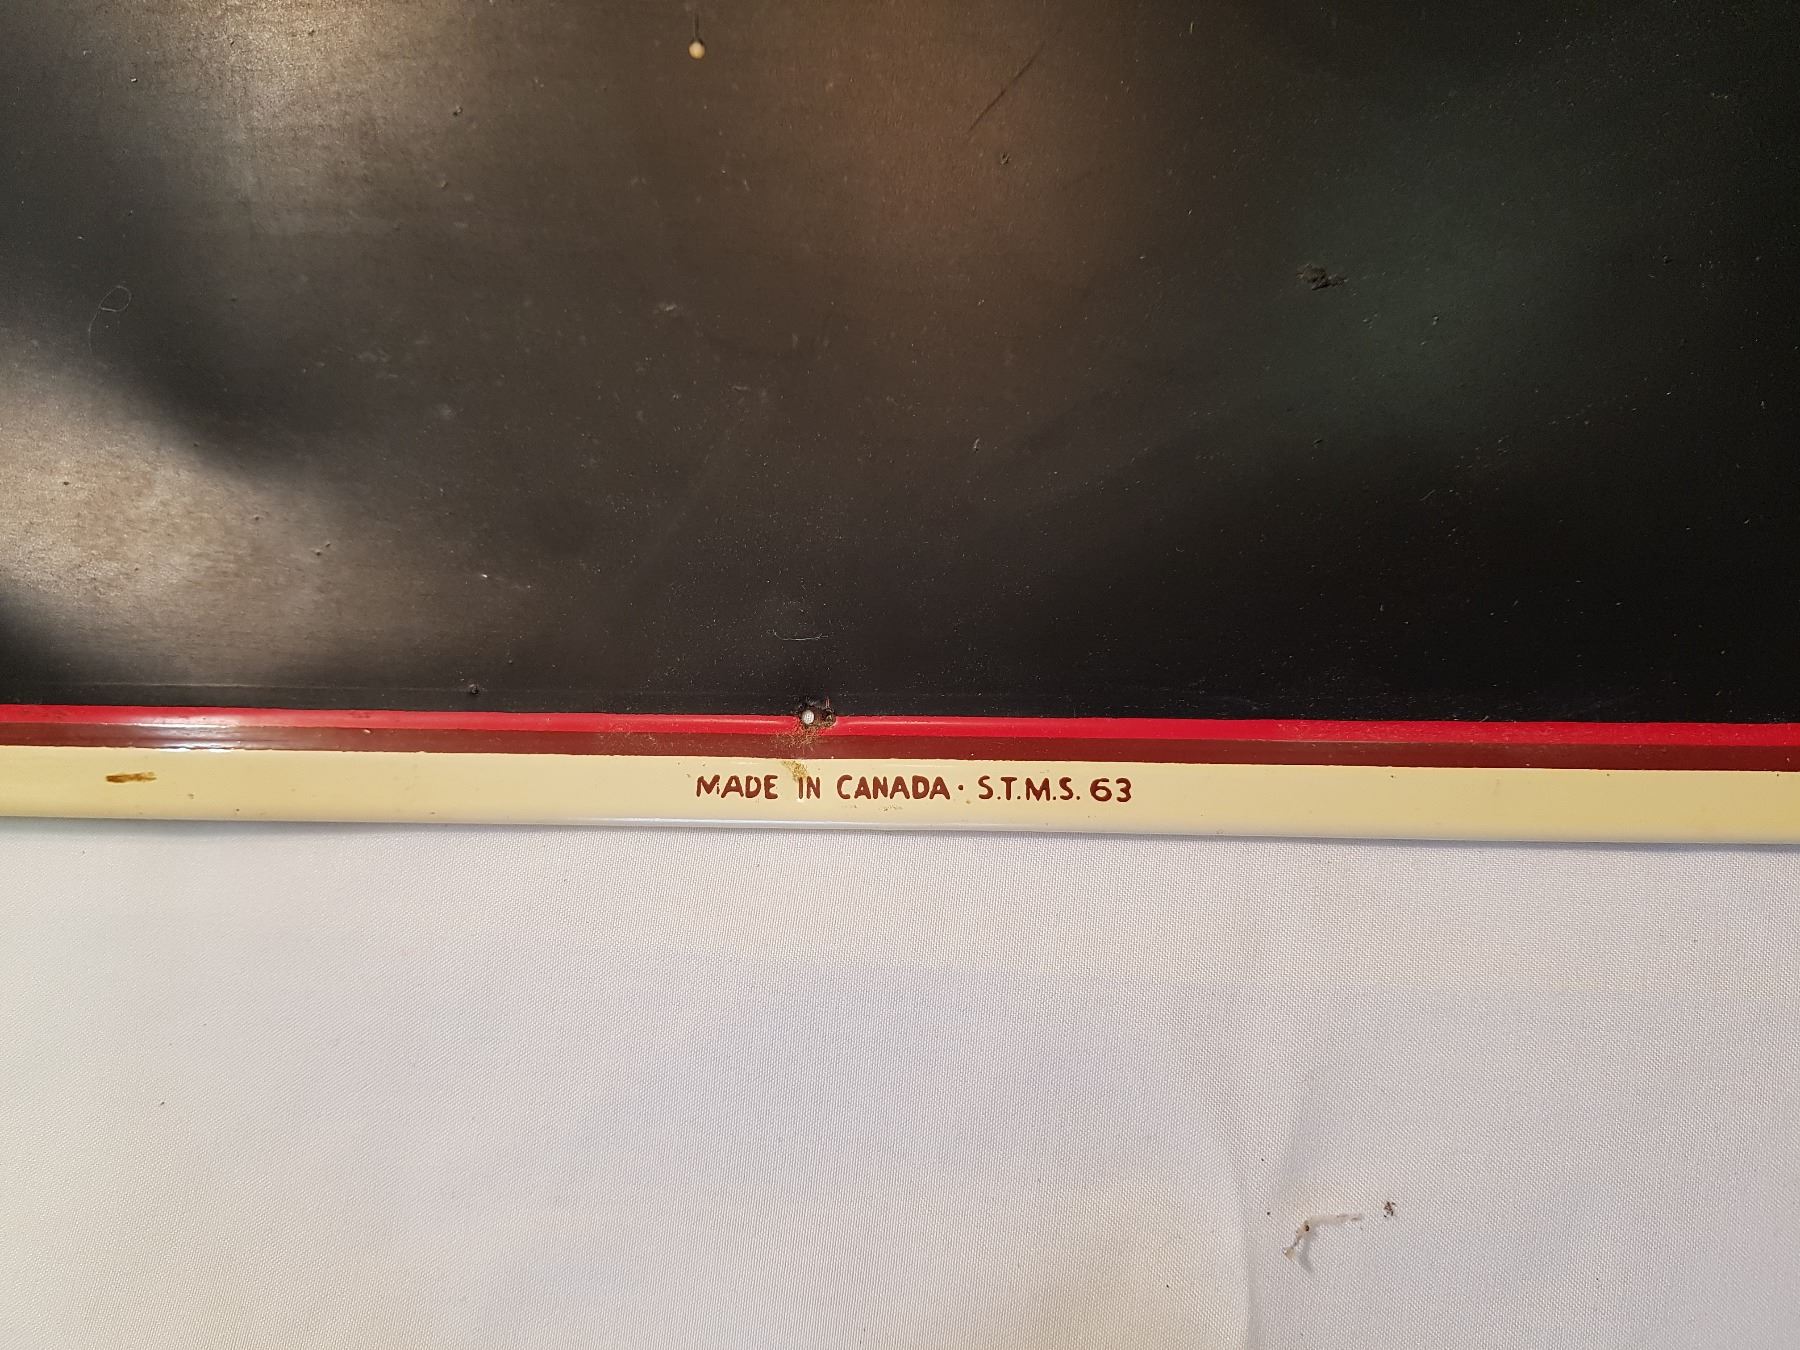 MADE IN CANADA · S.T.M.S. 63